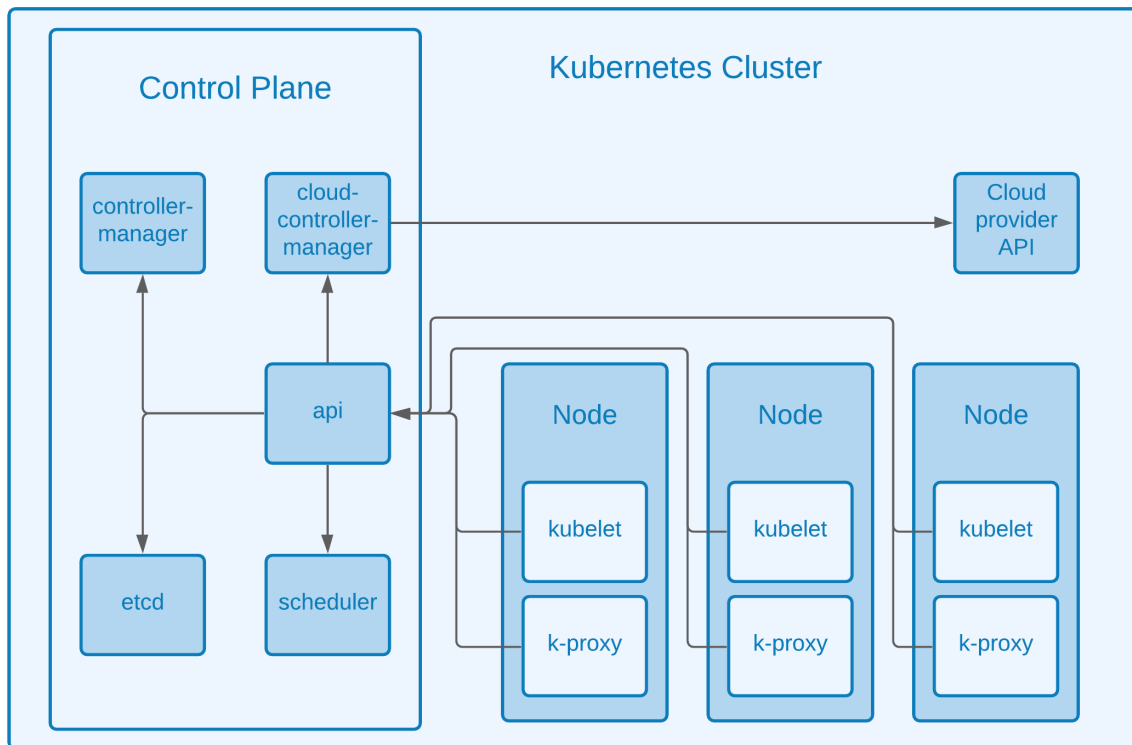 Kubernetes Cluster
Control Plane
controller-
manager
cloud-
controller-
manager
Cloud
provider
API
api
etcd
scheduler
Node
kubelet
k-proxy
Node
kubelet
k-proxy
Node
kubelet
k-proxy